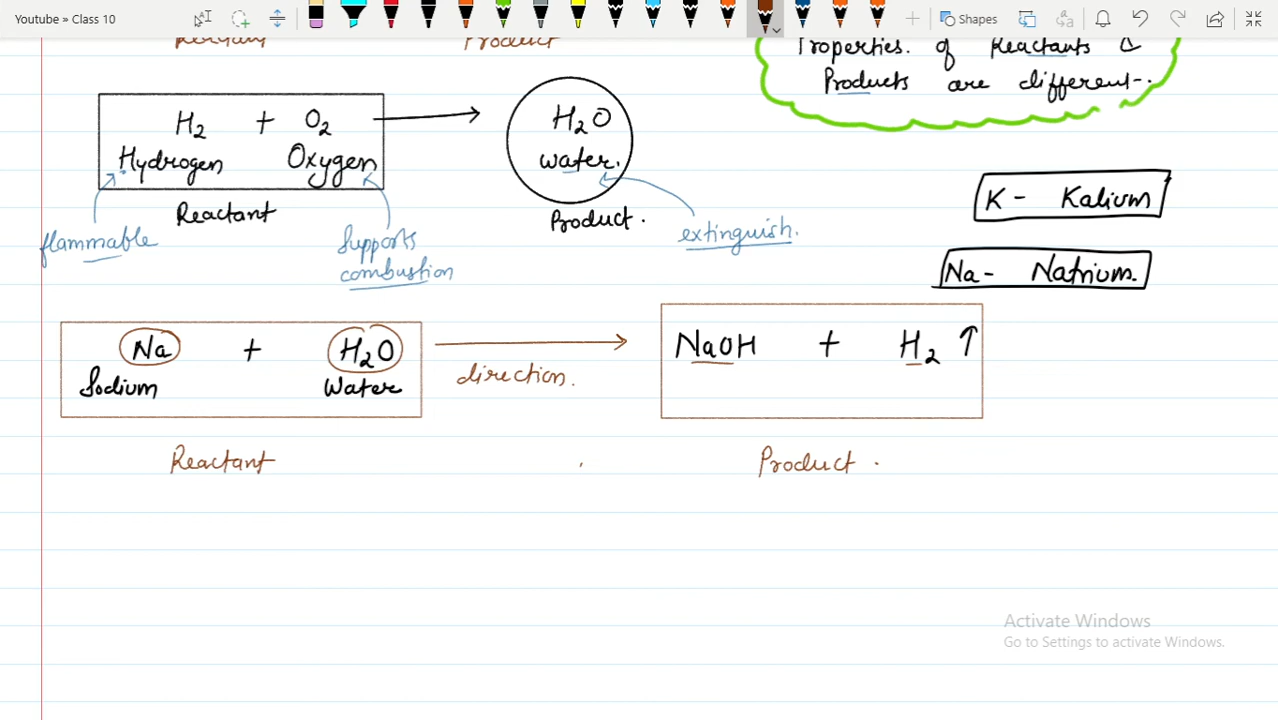 Youtube » Class 10
Shapes
Reactant
Product
Properties. of Reactants &
Products are different.
H2 + O2
Hydrogen Oxygen
H2O
water.
Reactant
Product.
flammable
Supports
combustion
extinguish.
K - Kalium
Na - Natrium.
Na + H2O
Sodium Water
direction.
NaOH + H2 ↑
Reactant
Product.
Activate Windows
Go to Settings to activate Windows.